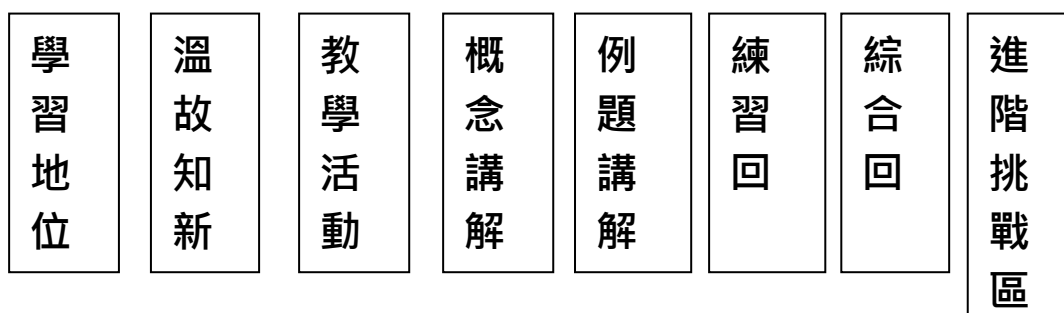 學習地位
溫故知新
教學活動
概念講解
例題講解
練習回
綜合回
進階挑戰區